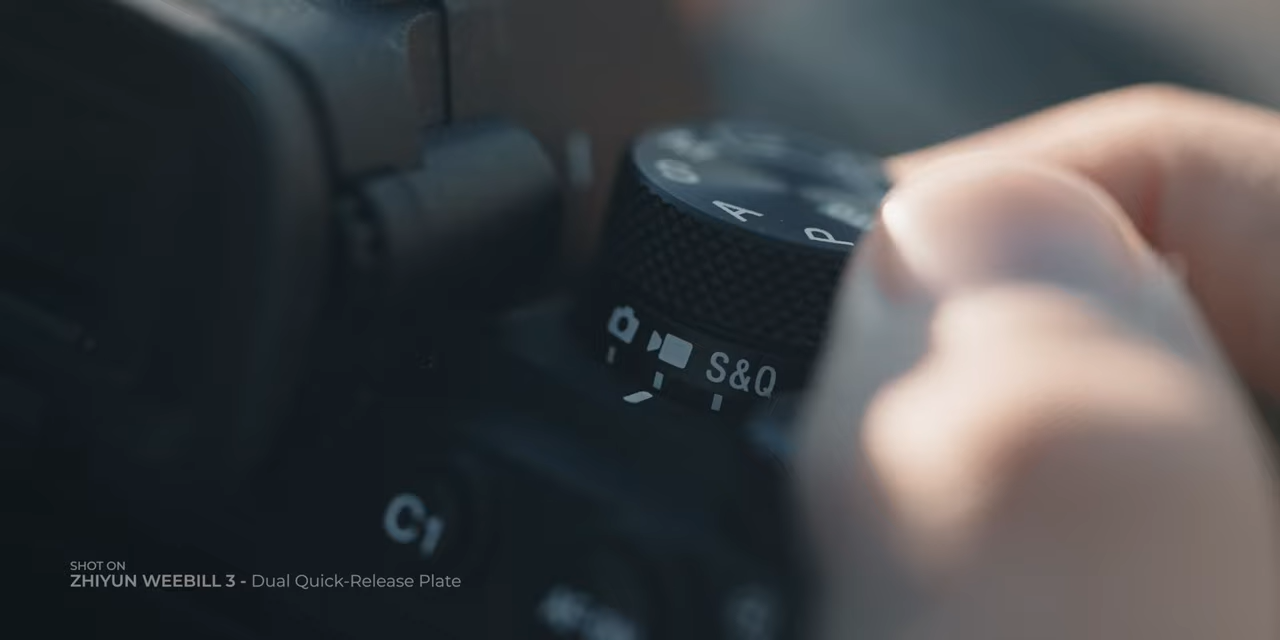 A
P
S&Q
C1
SHOT ON
ZHIYUN WEEBILL 3 - Dual Quick-Release Plate